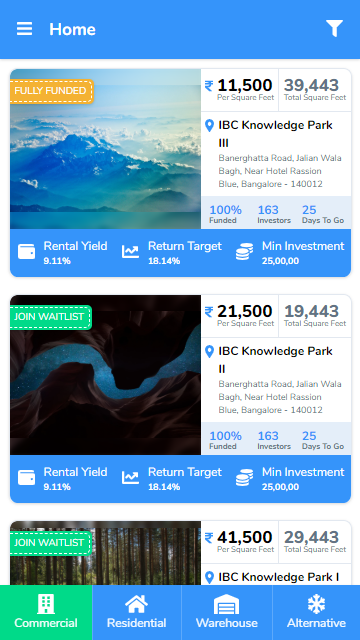 Home
FULLY FUNDED
₹ 11,500
Per Square Feet
39,443
Total Square Feet
IBC Knowledge Park
III
Banerghatta Road, Jalian Wala
Bagh, Near Hotel Rassion
Blue, Bangalore - 140012
100%
Funded
163
Investors
25
Days To Go
Rental Yield
9.11%
Return Target
18.14%
Min Investment
25,00,00
JOIN WAITLIST
₹ 21,500
Per Square Feet
19,443
Total Square Feet
IBC Knowledge Park
II
Banerghatta Road, Jalian Wala
Bagh, Near Hotel Rassion
Blue, Bangalore - 140012
100%
Funded
163
Investors
25
Days To Go
Rental Yield
9.11%
Return Target
18.14%
Min Investment
25,00,00
JOIN WAITLIST
₹ 41,500
Per Square Feet
29,443
Total Square Feet
IBC Knowledge Park I
Commercial
Residential
Warehouse
Alternative